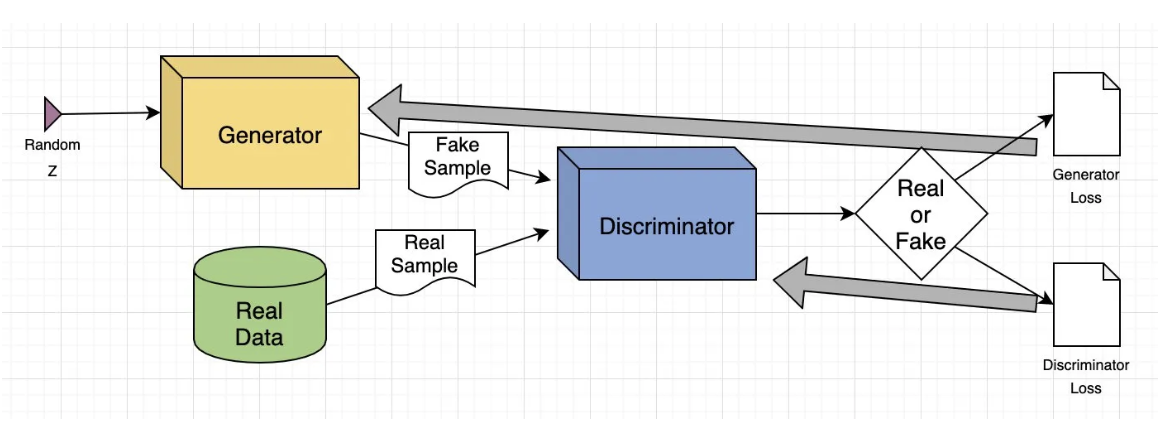 Random
Z
Generator
Fake
Sample
Real
Sample
Real
Data
Discriminator
Real
or
Fake
Generator
Loss
Discriminator
Loss